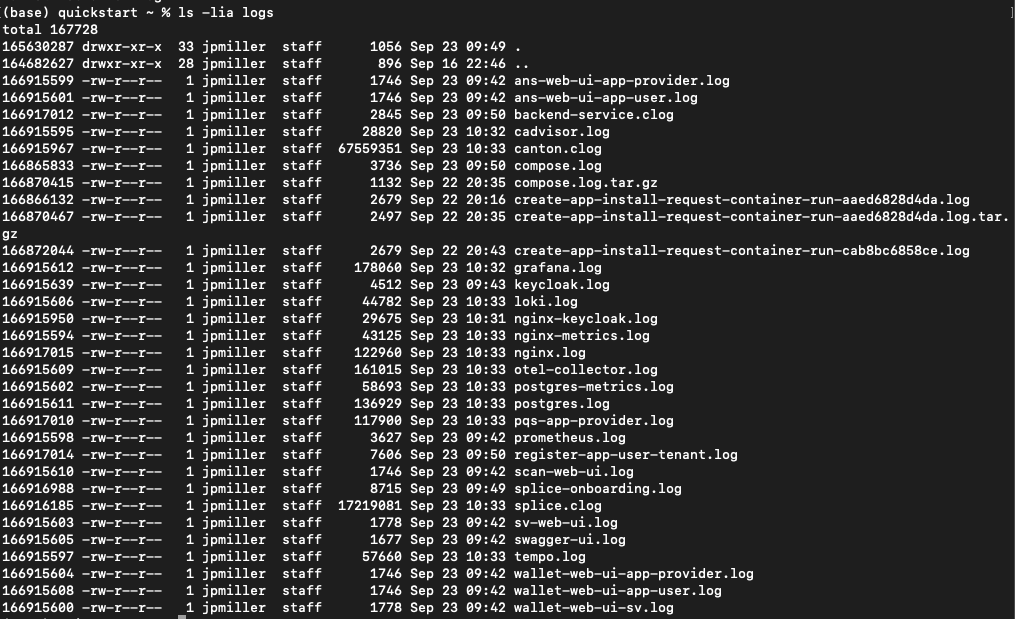 (base) quickstart ~ % ls -lia logs
total 167728
165630287 drwxr-xr-x  33 jpmiller  staff      1056 Sep 23 09:49 .
164682627 drwxr-xr-x  28 jpmiller  staff       896 Sep 16 22:46 ..
166915599 -rw-r--r--   1 jpmiller  staff      1746 Sep 23 09:42 ans-web-ui-app-provider.log
166915601 -rw-r--r--   1 jpmiller  staff      1746 Sep 23 09:42 ans-web-ui-app-user.log
166917012 -rw-r--r--   1 jpmiller  staff      2845 Sep 23 09:50 backend-service.clog
166915595 -rw-r--r--   1 jpmiller  staff     28820 Sep 23 10:32 cadvisor.log
166915967 -rw-r--r--   1 jpmiller  staff  67559351 Sep 23 10:33 canton.clog
166865833 -rw-r--r--   1 jpmiller  staff      3736 Sep 23 09:50 compose.log
166870415 -rw-r--r--   1 jpmiller  staff      1132 Sep 22 20:35 compose.log.tar.gz
166866132 -rw-r--r--   1 jpmiller  staff      2679 Sep 22 20:16 create-app-install-request-container-run-aaed6828d4da.log
166870467 -rw-r--r--   1 jpmiller  staff      2497 Sep 22 20:35 create-app-install-request-container-run-aaed6828d4da.log.tar.
gz
166872044 -rw-r--r--   1 jpmiller  staff      2679 Sep 22 20:43 create-app-install-request-container-run-cab8bc6858ce.log
166915612 -rw-r--r--   1 jpmiller  staff    178060 Sep 23 10:32 grafana.log
166915639 -rw-r--r--   1 jpmiller  staff      4512 Sep 23 09:43 keycloak.log
166915606 -rw-r--r--   1 jpmiller  staff     44782 Sep 23 10:33 loki.log
166915950 -rw-r--r--   1 jpmiller  staff     29675 Sep 23 10:31 nginx-keycloak.log
166915594 -rw-r--r--   1 jpmiller  staff     43125 Sep 23 10:33 nginx-metrics.log
166917015 -rw-r--r--   1 jpmiller  staff    122960 Sep 23 10:33 nginx.log
166915609 -rw-r--r--   1 jpmiller  staff    161015 Sep 23 10:33 otel-collector.log
166915602 -rw-r--r--   1 jpmiller  staff     58693 Sep 23 10:33 postgres-metrics.log
166915611 -rw-r--r--   1 jpmiller  staff    136929 Sep 23 10:33 postgres.log
166917010 -rw-r--r--   1 jpmiller  staff    117900 Sep 23 10:33 pqs-app-provider.log
166915598 -rw-r--r--   1 jpmiller  staff      3627 Sep 23 09:42 prometheus.log
166917014 -rw-r--r--   1 jpmiller  staff      7606 Sep 23 09:50 register-app-user-tenant.log
166915610 -rw-r--r--   1 jpmiller  staff      1746 Sep 23 09:42 scan-web-ui.log
166916988 -rw-r--r--   1 jpmiller  staff      8715 Sep 23 09:49 splice-onboarding.log
166916185 -rw-r--r--   1 jpmiller  staff  17219081 Sep 23 10:33 splice.clog
166915603 -rw-r--r--   1 jpmiller  staff      1778 Sep 23 09:42 sv-web-ui.log
166915605 -rw-r--r--   1 jpmiller  staff      1677 Sep 23 09:42 swagger-ui.log
166915597 -rw-r--r--   1 jpmiller  staff     57660 Sep 23 10:33 tempo.log
166915604 -rw-r--r--   1 jpmiller  staff      1746 Sep 23 09:42 wallet-web-ui-app-provider.log
166915608 -rw-r--r--   1 jpmiller  staff      1746 Sep 23 09:42 wallet-web-ui-app-user.log
166915600 -rw-r--r--   1 jpmiller  staff      1778 Sep 23 09:42 wallet-web-ui-sv.log